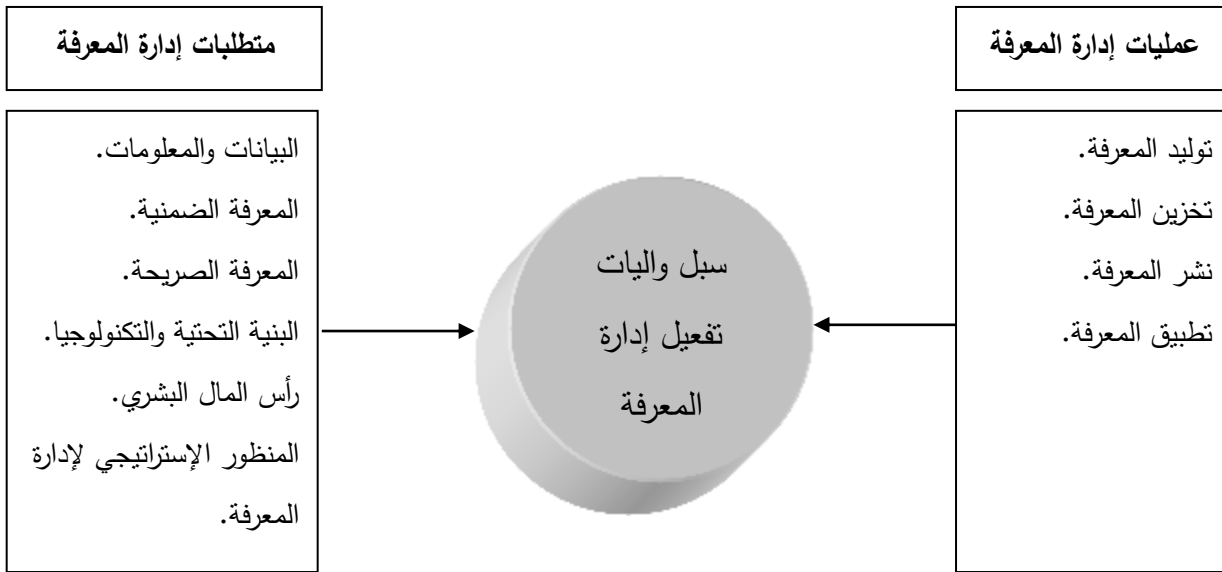 عمليات إدارة المعرفة
توليد المعرفة.
تخزين المعرفة.
نشر المعرفة.
تطبيق المعرفة.
سبل واليات
تفعيل إدارة
المعرفة
متطلبات إدارة المعرفة
البيانات والمعلومات.
المعرفة الضمنية.
المعرفة الصريحة.
البنية التحتية والتكنولوجيا.
رأس المال البشري.
المنظور الإستراتيجي لإدارة
المعرفة.